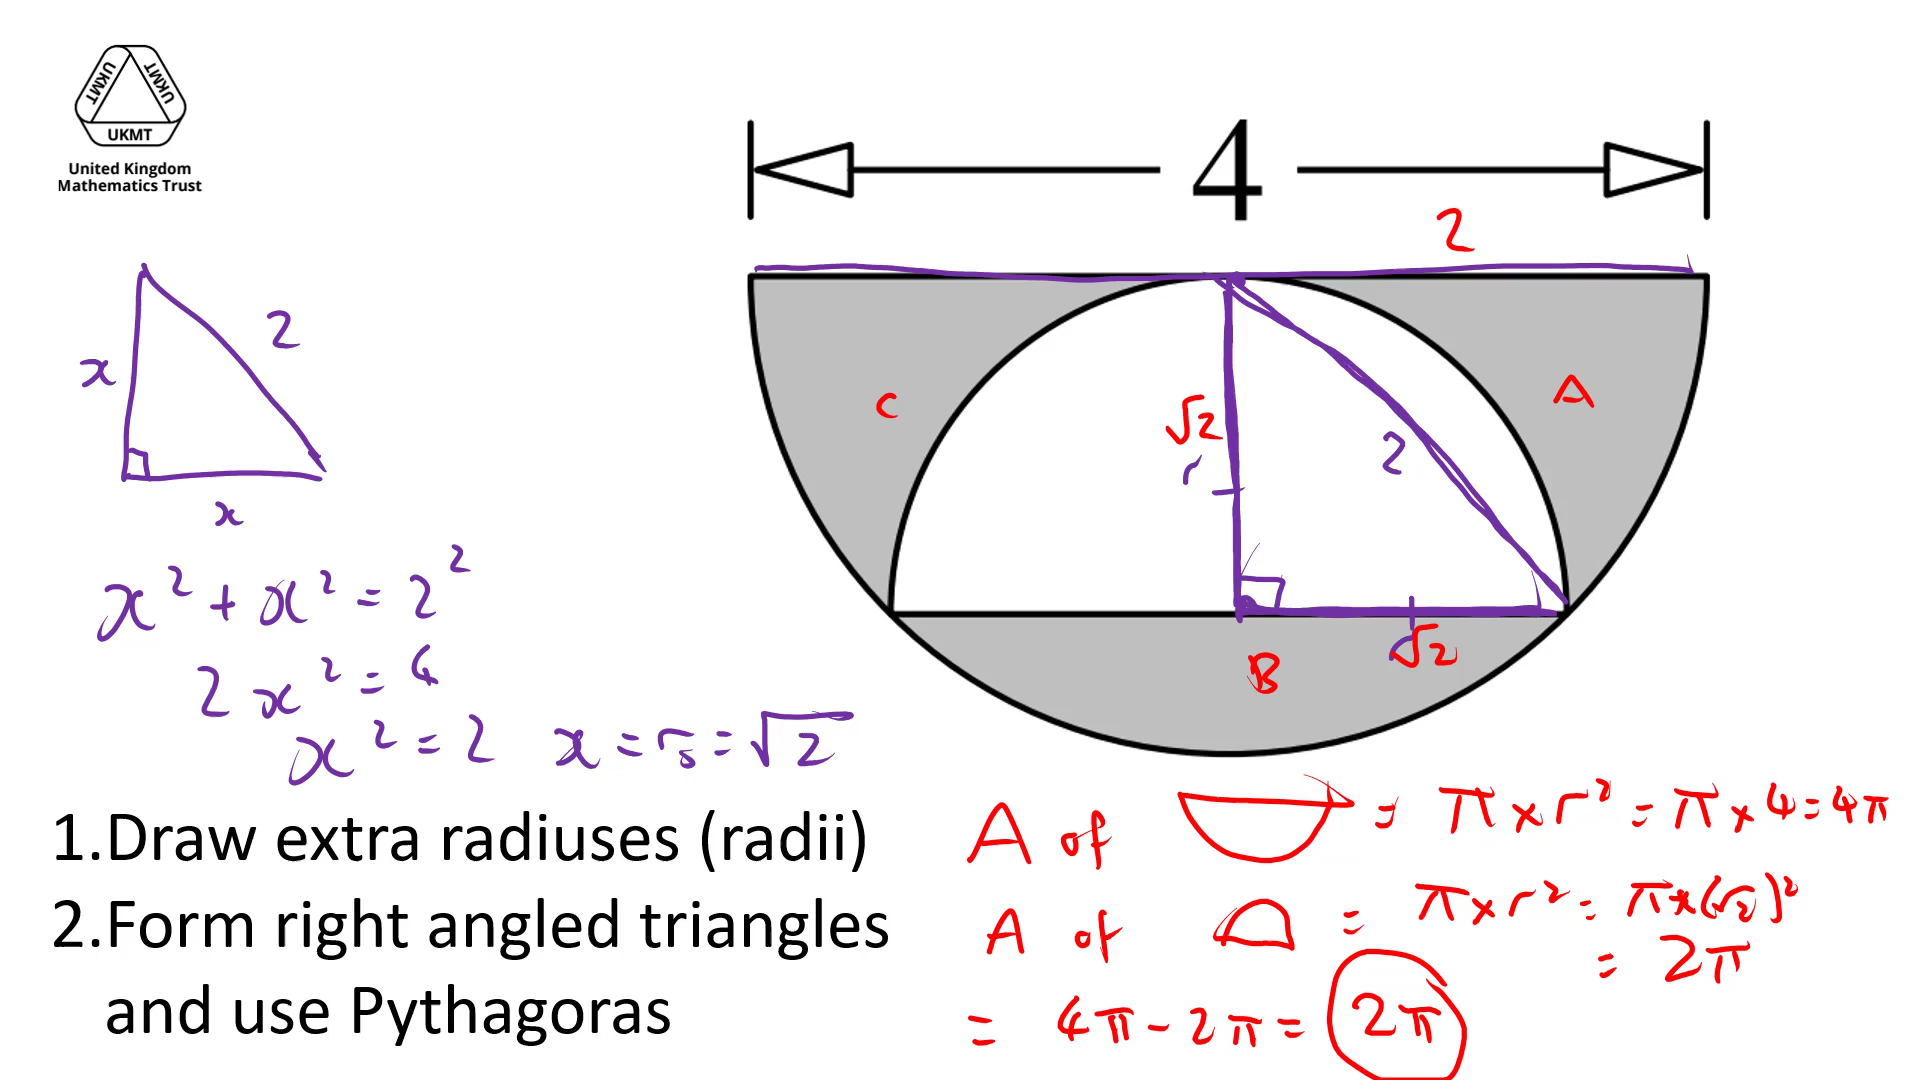 UKMT
UKMT
UKMT
United Kingdom
Mathematics Trust
4
2
2
x
x
C
A
√2
r
2
√2
B
x² + x² = 2²
2x² = 4
x² = 2 x = rs = √2
1.Draw extra radiuses (radii)
2.Form right angled triangles
and use Pythagoras
A of = π × r² = π × 4 = 4π
A of = π × r² = π × (√2)²
= 2π
= 4π - 2π = 2π